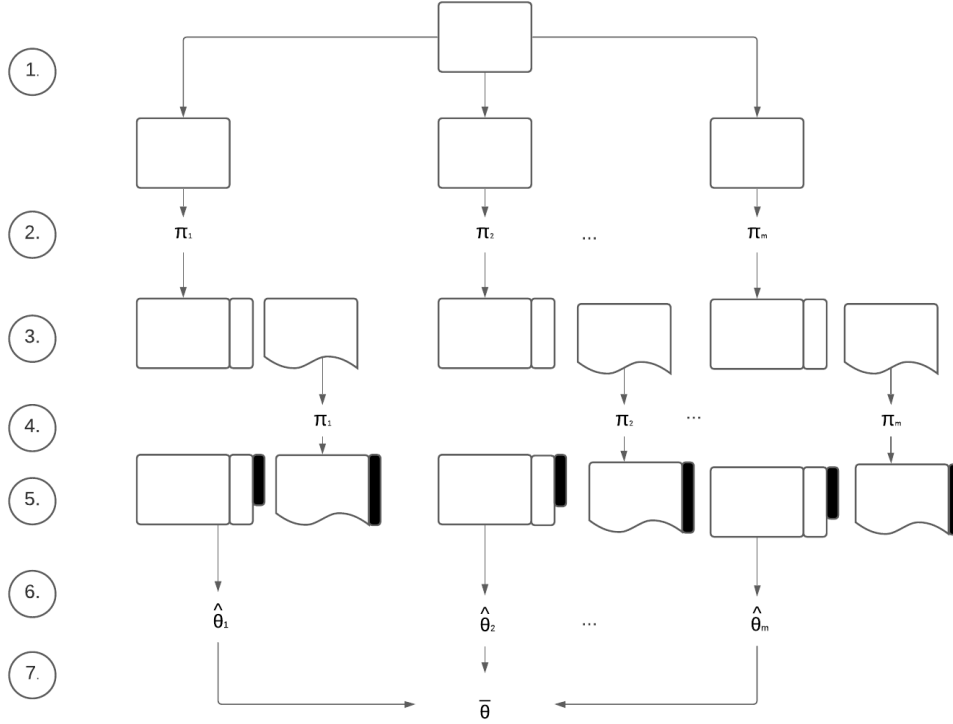 1.
2. π₁ π₂ ... πₘ
3.
4. π₁ π₂ ... πₘ
5.
6. θ̂₁ θ̂₂ ... θ̂ₘ
7. θ̅